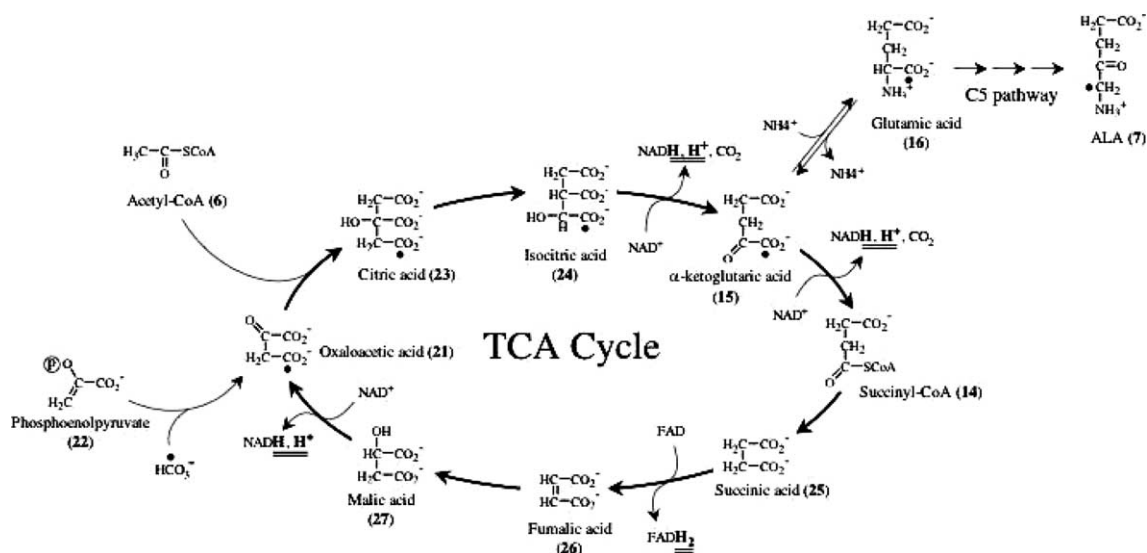 H₂C—CO₂⁻
CH₂
HC—CO₂⁻
NH₃⁺
Glutamic acid
(16)
C5 pathway
H₂C—CO₂⁻
H₂C
C=O
CH₂
NH₃⁺
ALA (7)
NH4⁺
NH4⁺
H₃C—C—SCoA
O
Acetyl-CoA (6)
H₂C—CO₂⁻
HO—C—CO₂⁻
H₂C—CO₂⁻
Citric acid (23)
H₂C—CO₂⁻
HC—CO₂⁻
HO—C—CO₂⁻
H
Isocitric acid
(24)
NADH, H⁺, CO₂
NAD⁺
H₂C—CO₂⁻
CH₂
C—CO₂⁻
O
α-ketoglutaric acid
(15)
NADH, H⁺, CO₂
NAD⁺
H₂C—CO₂⁻
CH₂
C—SCoA
O
Succinyl-CoA (14)
TCA Cycle
O
C—CO₂⁻
H₂C—CO₂⁻
Oxaloacetic acid (21)
P O
C—CO₂⁻
H₂C
Phosphoenolpyruvate
(22)
HCO₃⁻
NAD⁺
NADH, H⁺
OH
HC—CO₂⁻
H₂C—CO₂⁻
Malic acid
(27)
HC—CO₂⁻
HC—CO₂⁻
Fumalic acid
(26)
FAD
FADH₂
H₂C—CO₂⁻
H₂C—CO₂⁻
Succinic acid (25)